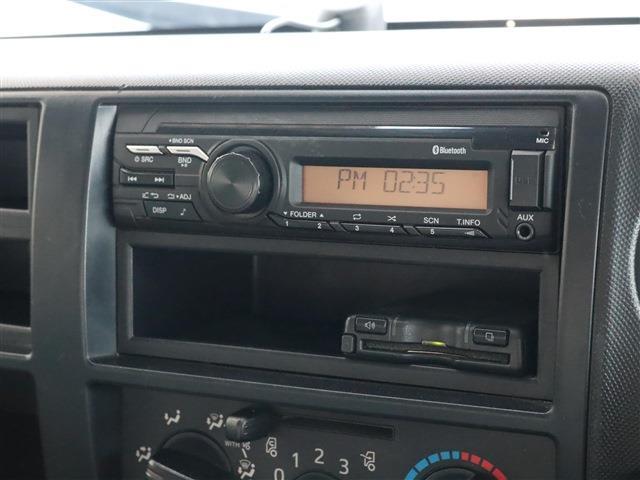 +BND SCN
MIC
SRC
BND
Bluetooth
PM 02:35
+ADJ
DISP
FOLDER
SCN
T.INFO
AUX
1 2 3 4 5
WITH
0 1 2 3